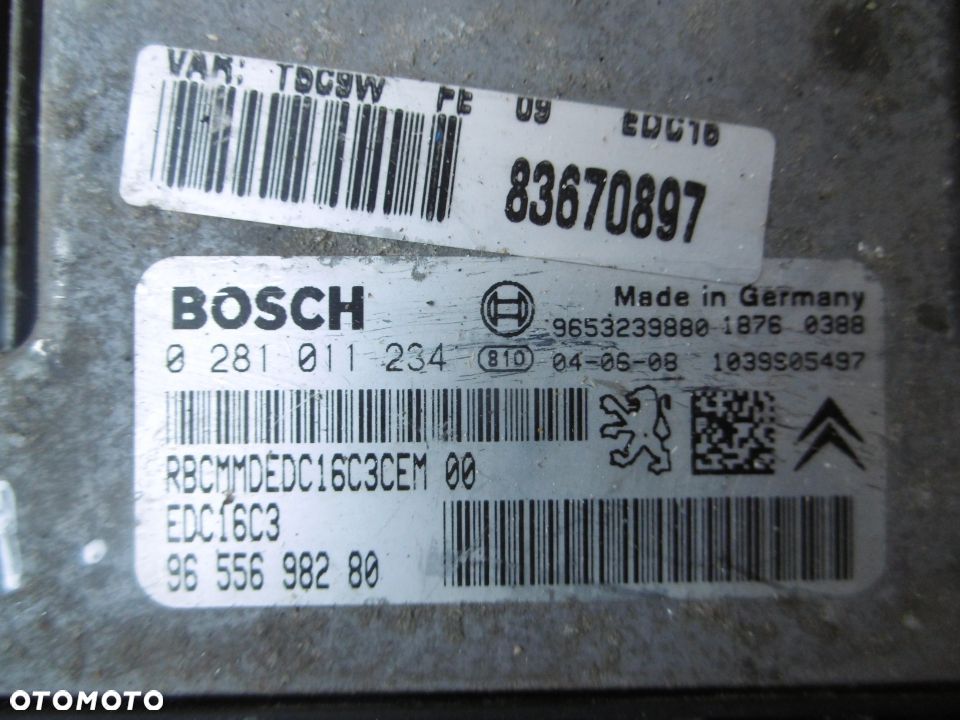 VAR: T5C9W FE 09 EDC16
83670897
BOSCH Made in Germany
9653239880 1876 0388
0 281 011 234 810 04-06-08 1039S05497
RBCMMDEDC16C3CEM 00
EDC16C3
96 556 982 80
OTOMOTO